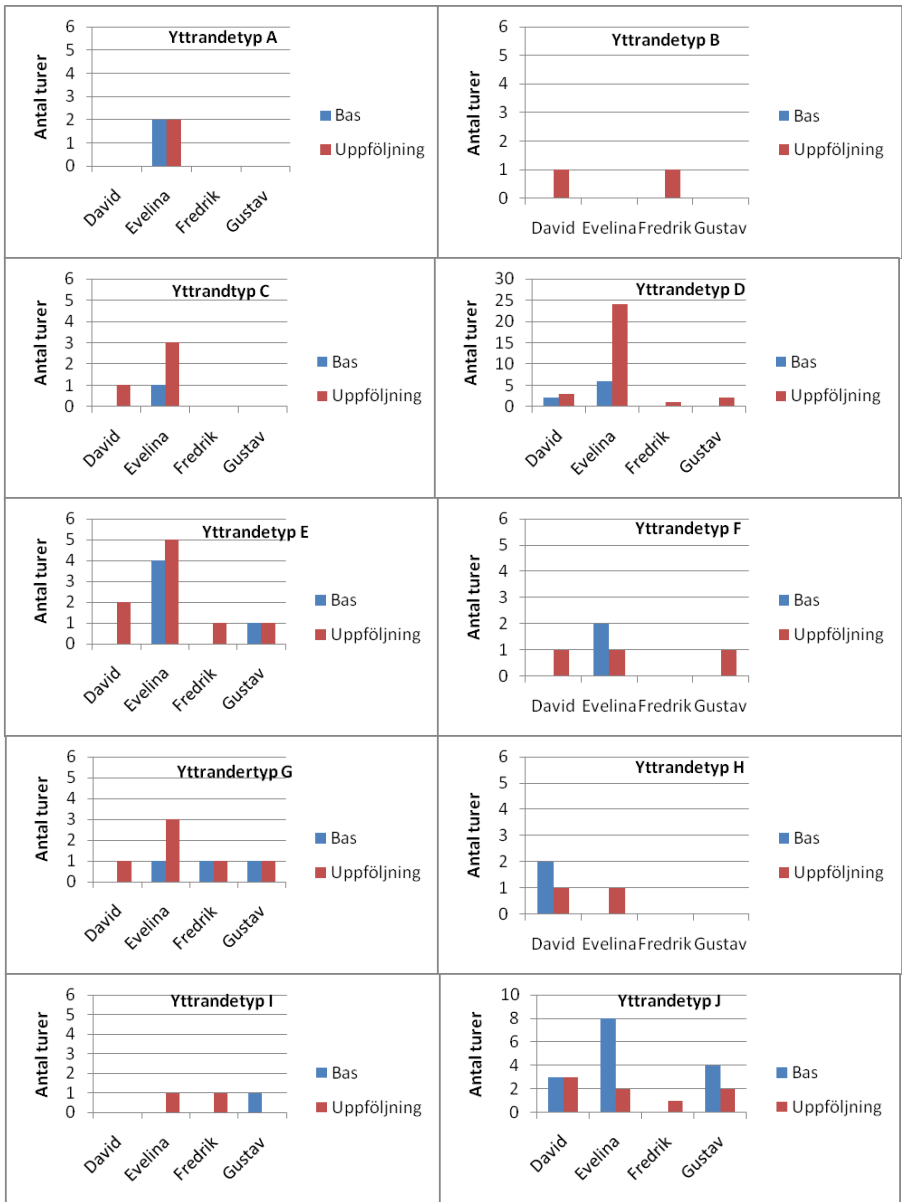 Yttrandetyp A
Antal turer
6
5
4
3
2
1
0
David
Evelina
Fredrik
Gustav
Bas
Uppföljning
Yttrandetyp B
Antal turer
6
5
4
3
2
1
0
David Evelina Fredrik Gustav
Bas
Uppföljning
Yttrandtyp C
Antal turer
6
5
4
3
2
1
0
David
Evelina
Fredrik
Gustav
Bas
Uppföljning
Yttrandetyp D
Antal turer
30
25
20
15
10
5
0
David
Evelina
Fredrik
Gustav
Bas
Uppföljning
Yttrandetyp E
Antal turer
6
5
4
3
2
1
0
David
Evelina
Fredrik
Gustav
Bas
Uppföljning
Yttrandetyp F
Antal turer
6
5
4
3
2
1
0
David Evelina Fredrik Gustav
Bas
Uppföljning
Yttrandertyp G
Antal turer
6
5
4
3
2
1
0
David
Evelina
Fredrik
Gustav
Bas
Uppföljning
Yttrandetyp H
Antal turer
6
5
4
3
2
1
0
David Evelina Fredrik Gustav
Bas
Uppföljning
Yttrandetyp I
Antal turer
6
5
4
3
2
1
0
David
Evelina
Fredrik
Gustav
Bas
Uppföljning
Yttrandetyp J
Antal turer
10
8
6
4
2
0
David
Evelina
Fredrik
Gustav
Bas
Uppföljning